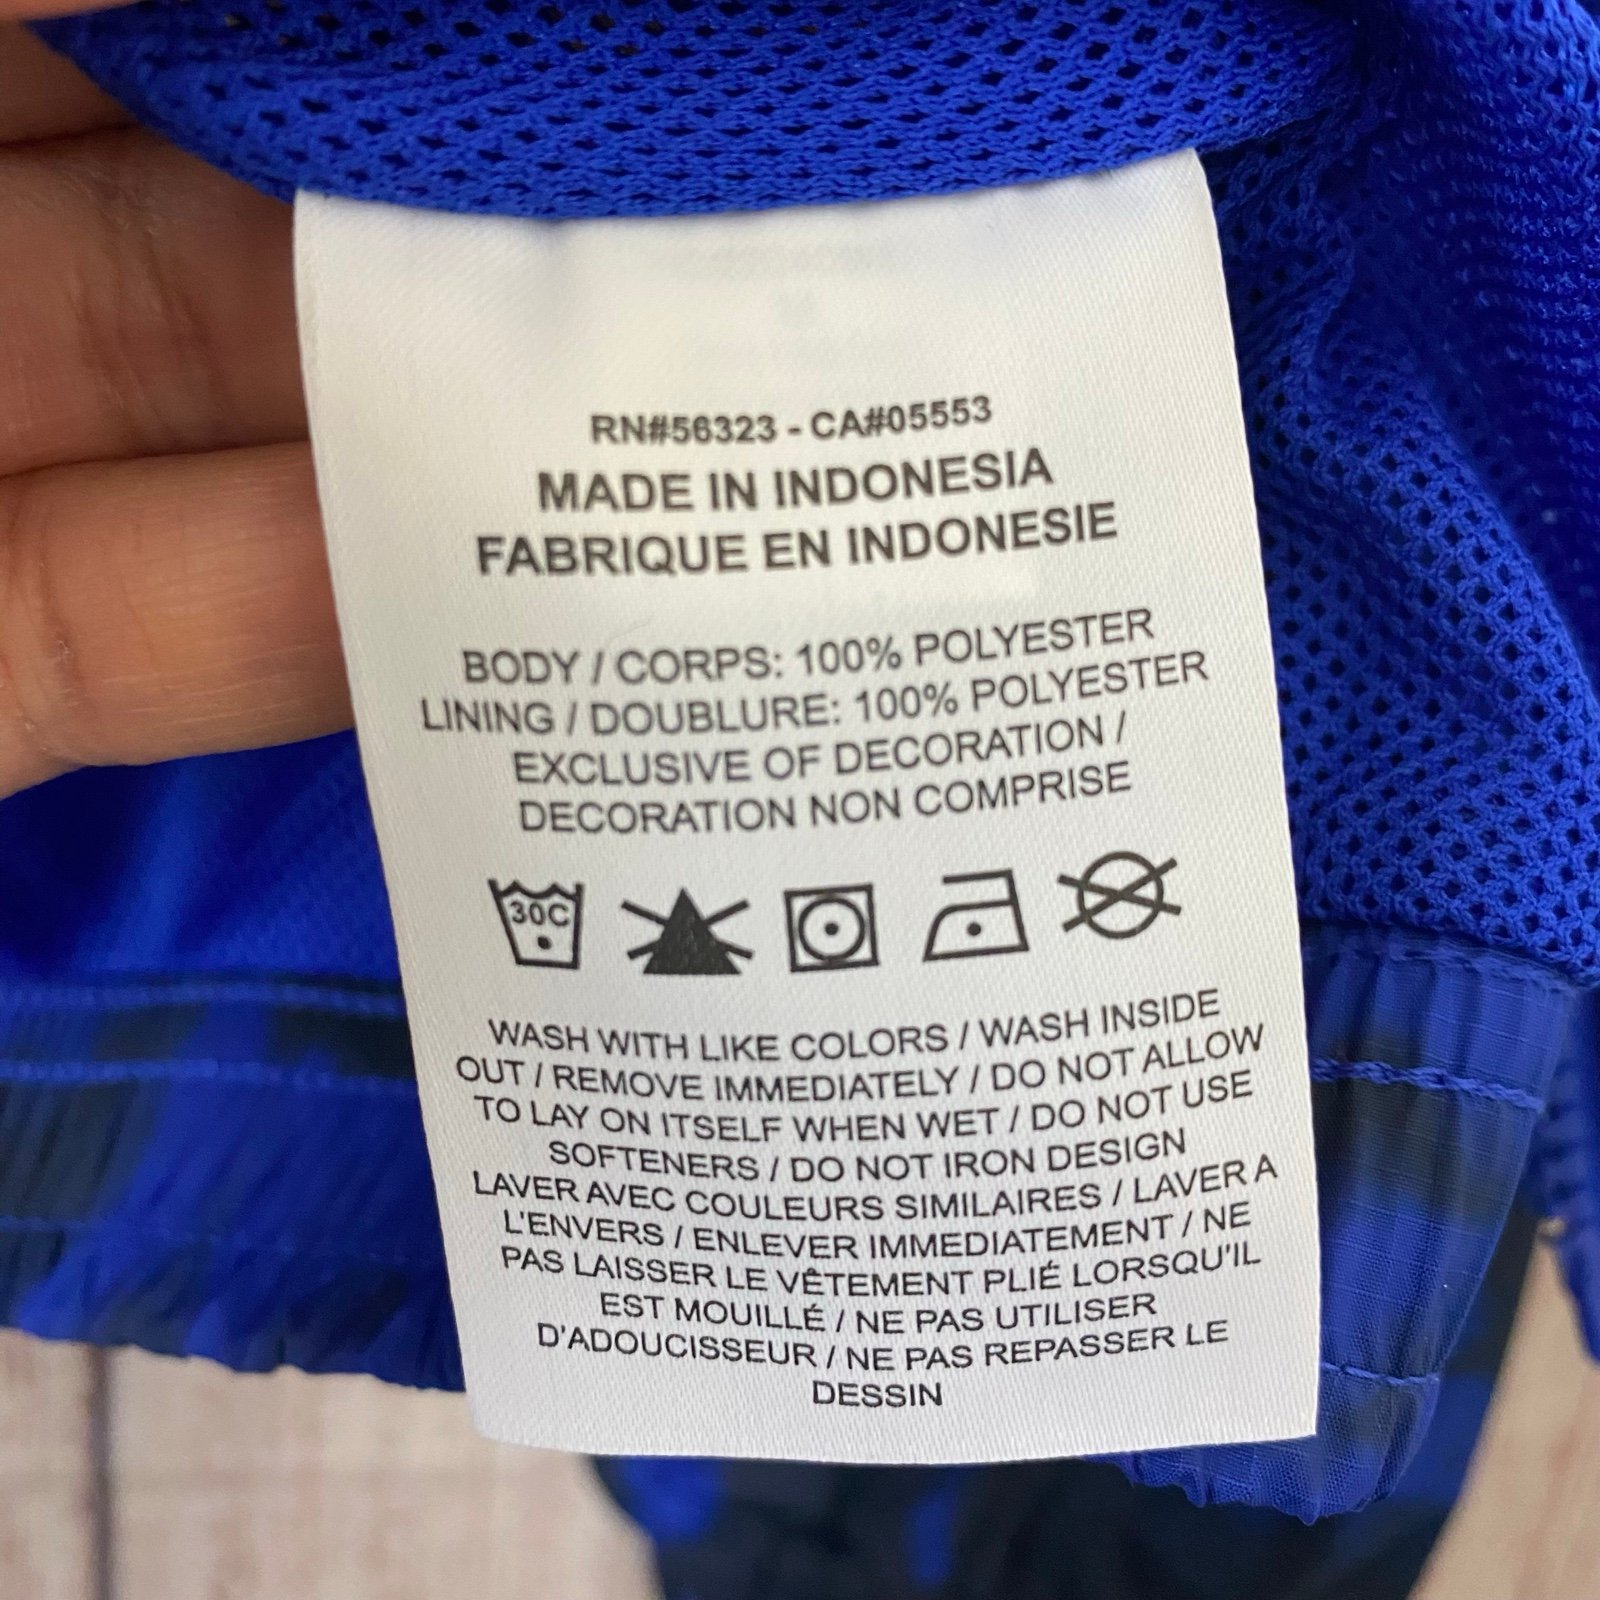 RN#56323 - CA#05553
MADE IN INDONESIA
FABRIQUE EN INDONESIE
BODY / CORPS: 100% POLYESTER
LINING / DOUBLURE: 100% POLYESTER
EXCLUSIVE OF DECORATION /
DECORATION NON COMPRISE
30C
WASH WITH LIKE COLORS / WASH INSIDE
OUT / REMOVE IMMEDIATELY / DO NOT ALLOW
TO LAY ON ITSELF WHEN WET / DO NOT USE
SOFTENERS / DO NOT IRON DESIGN
LAVER AVEC COULEURS SIMILAIRES / LAVER A
L'ENVERS / ENLEVER IMMEDIATEMENT / NE
PAS LAISSER LE VÊTEMENT PLIÉ LORSQU'IL
EST MOUILLÉ / NE PAS UTILISER
D'ADOUCISSEUR / NE PAS REPASSER LE
DESSIN